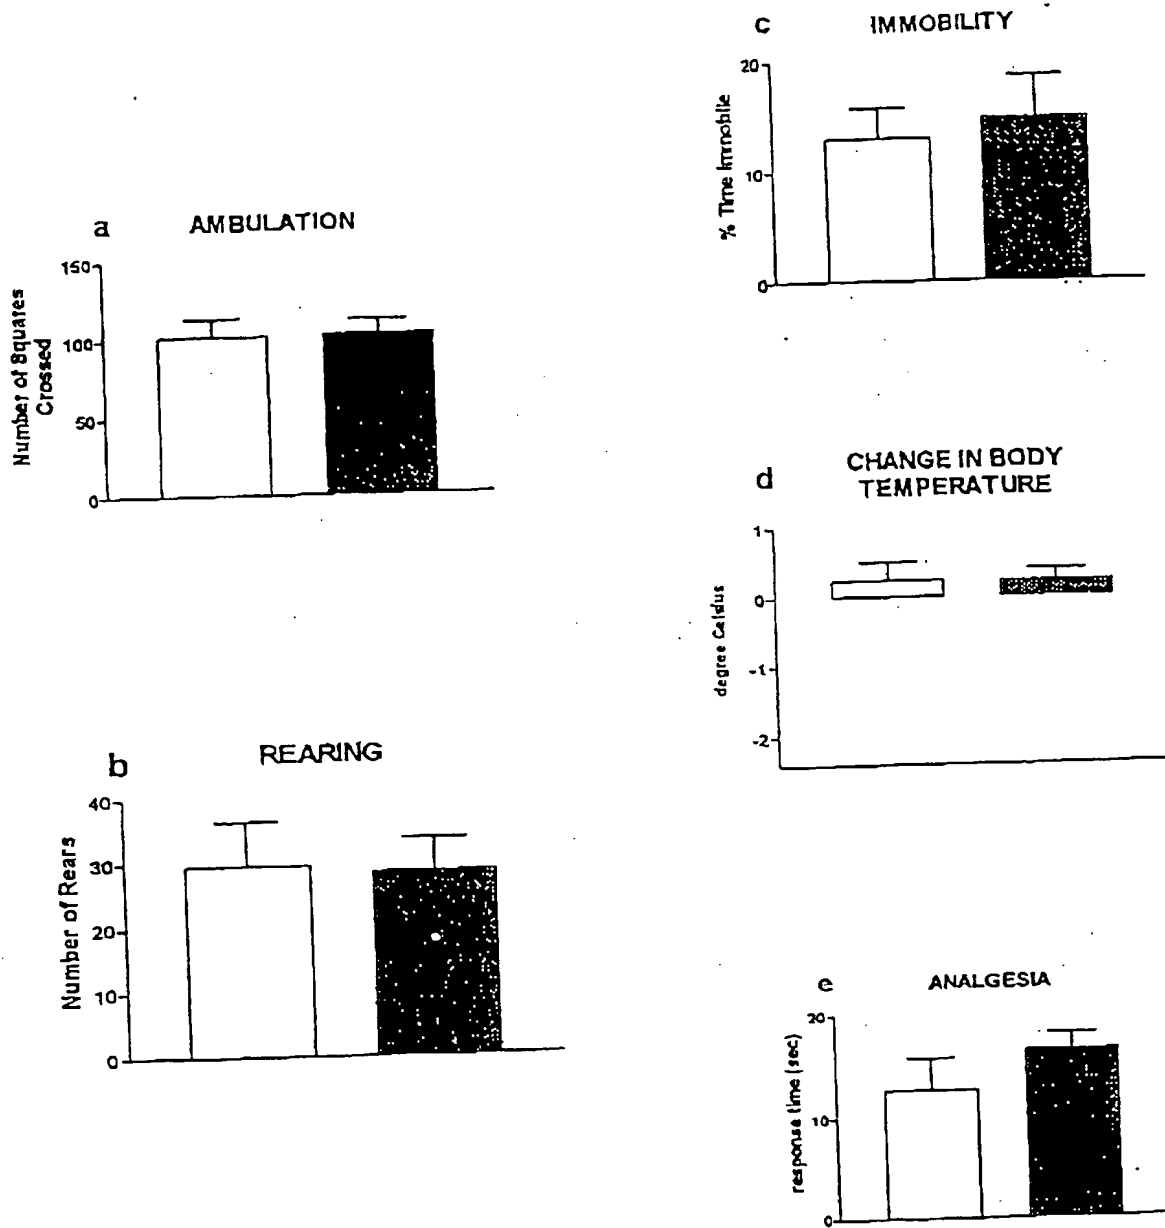 a AMBULATION
Number of Squares
Crossed
150
100
50
0
b REARING
Number of Rears
40
30
20
10
0
c IMMOBILITY
% Time Immobile
20
10
0
d CHANGE IN BODY
TEMPERATURE
degree Celsius
1
0
-1
-2
e ANALGESIA
response time (sec)
20
10
0